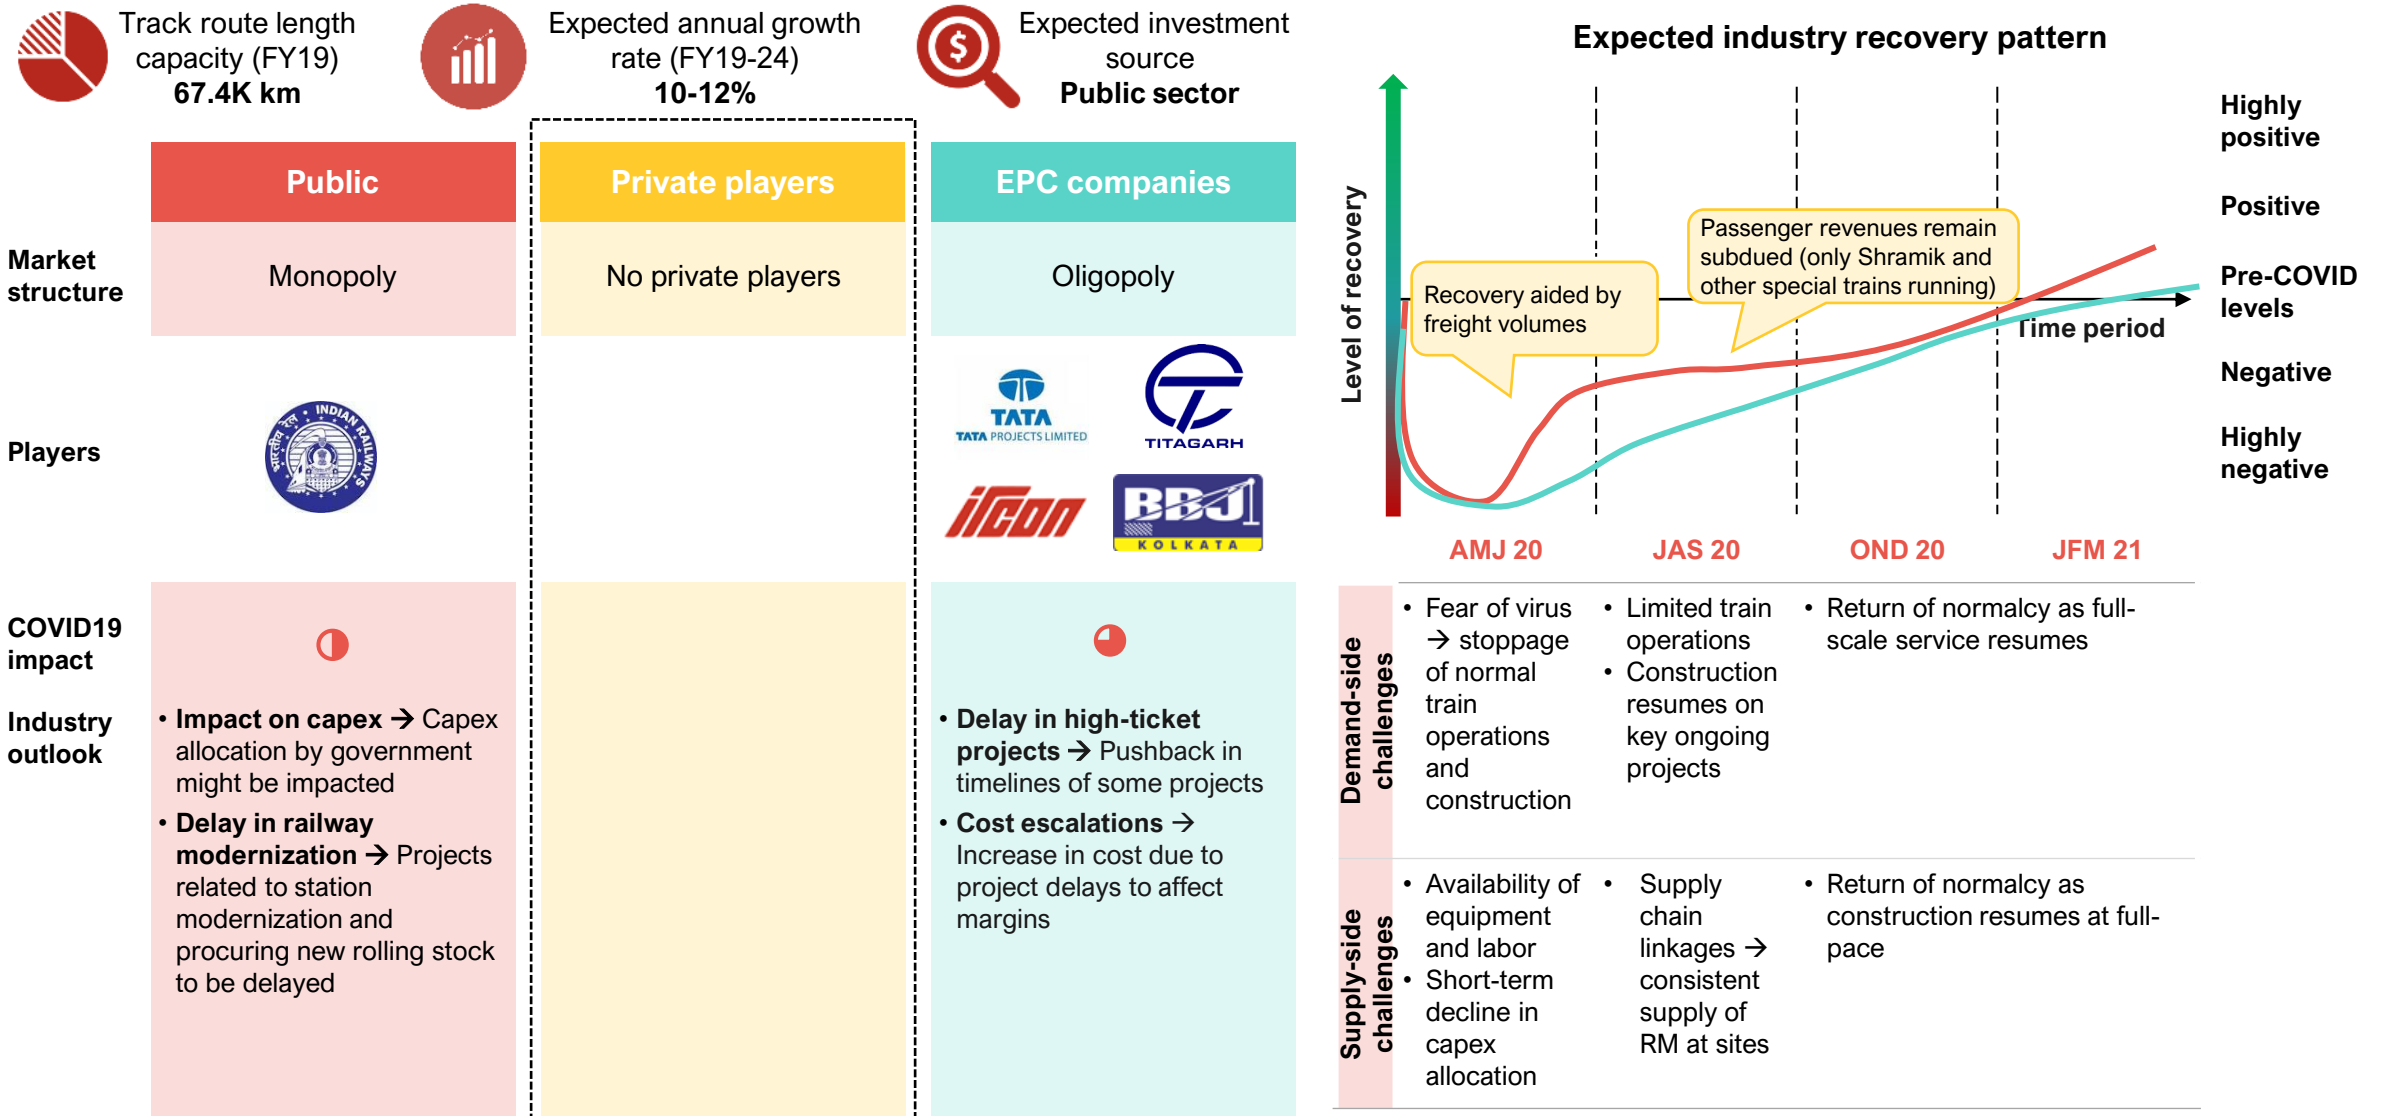 Track route length
capacity (FY19)
67.4K km
Expected annual growth
rate (FY19-24)
10-12%
Expected investment
source
Public sector
Public
Private players
EPC companies
Market
structure
Monopoly
No private players
Oligopoly
Players
INDIAN RAILWAYS
भारतीय रेल
TATA
TATA PROJECTS LIMITED
TITAGARH
ircon
BBJ
KOLKATA
COVID19
impact
Industry
outlook
• Impact on capex → Capex
allocation by government
might be impacted
• Delay in railway
modernization → Projects
related to station
modernization and
procuring new rolling stock
to be delayed
• Delay in high-ticket
projects → Pushback in
timelines of some projects
• Cost escalations →
Increase in cost due to
project delays to affect
margins
Expected industry recovery pattern
Level of recovery
Highly
positive
Positive
Pre-COVID
levels
Negative
Highly
negative
Recovery aided by
freight volumes
Passenger revenues remain
subdued (only Shramik and
other special trains running)
Time period
AMJ 20
JAS 20
OND 20
JFM 21
Demand-side
challenges
• Fear of virus
→ stoppage
of normal
train
operations
and
construction
• Limited train
operations
• Construction
resumes on
key ongoing
projects
• Return of normalcy as full-
scale service resumes
Supply-side
challenges
• Availability of
equipment
and labor
• Short-term
decline in
capex
allocation
• Supply
chain
linkages →
consistent
supply of
RM at sites
• Return of normalcy as
construction resumes at full-
pace